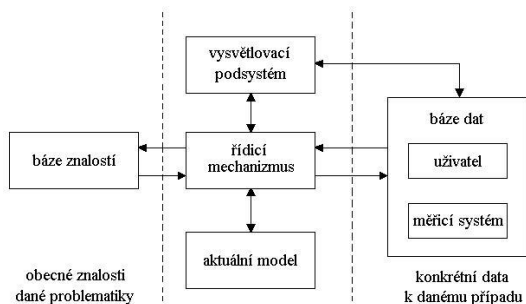 vysvětlovací
podsystém
báze dat
báze znalostí
řídicí
mechanizmus
uživatel
měřicí systém
aktuální model
obecné znalosti
dané problematiky
konkrétní data
k danému případu